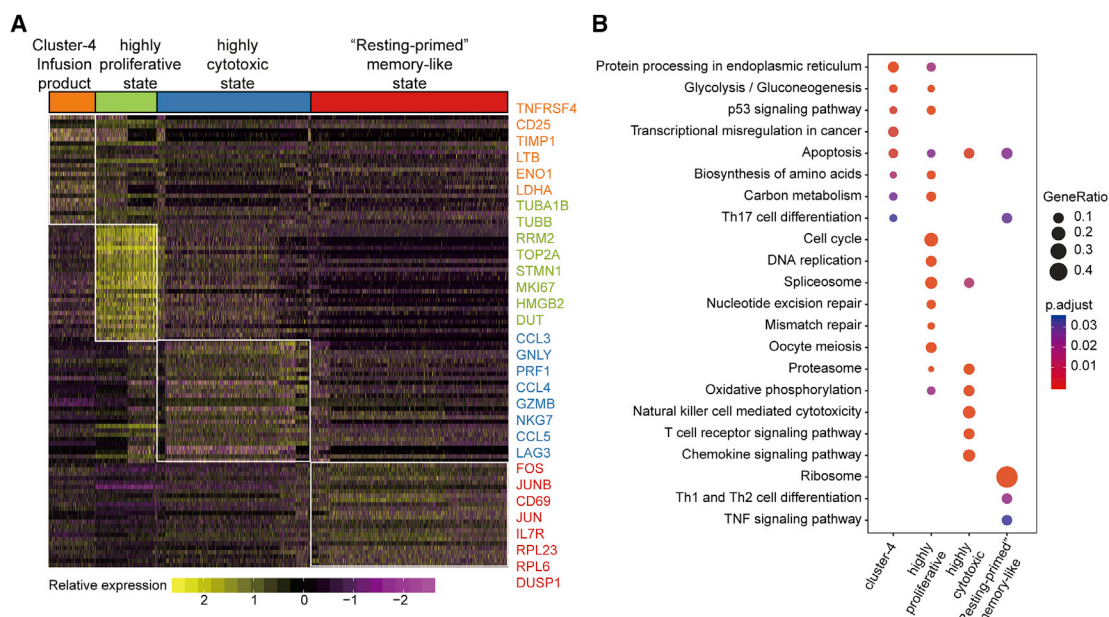 A
Cluster-4
Infusion
product
highly
proliferative
state
highly
cytotoxic
state
“Resting-primed”
memory-like
state
TNFRSF4
CD25
TIMP1
LTB
ENO1
LDHA
TUBA1B
TUBB
RRM2
TOP2A
STMN1
MKI67
HMGB2
DUT
CCL3
GNLY
PRF1
CCL4
GZMB
NKG7
CCL5
LAG3
FOS
JUNB
CD69
JUN
IL7R
RPL23
RPL6
DUSP1
Relative expression
2 1 0 −1 −2
B
Protein processing in endoplasmic reticulum
Glycolysis / Gluconeogenesis
p53 signaling pathway
Transcriptional misregulation in cancer
Apoptosis
Biosynthesis of amino acids
Carbon metabolism
Th17 cell differentiation
Cell cycle
DNA replication
Spliceosome
Nucleotide excision repair
Mismatch repair
Oocyte meiosis
Proteasome
Oxidative phosphorylation
Natural killer cell mediated cytotoxicity
T cell receptor signaling pathway
Chemokine signaling pathway
Ribosome
Th1 and Th2 cell differentiation
TNF signaling pathway
cluster-4
highly
proliferative
highly
cytotoxic
Resting-primed”
memory-like
GeneRatio
0.1
0.2
0.3
0.4
p.adjust
0.03
0.02
0.01